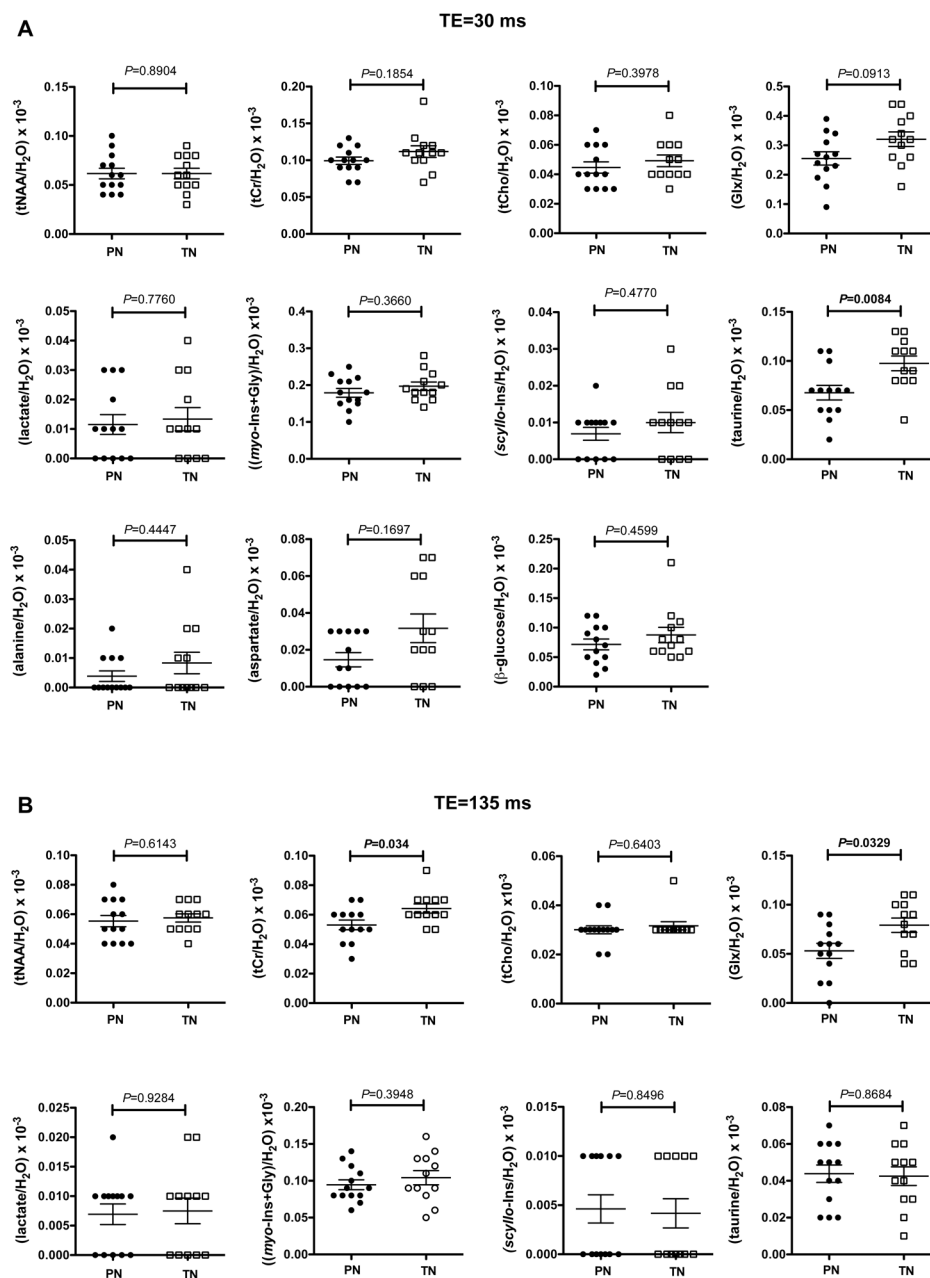 A
TE=30 ms
P=0.8904
(tNAA/H2O) x 10-3
0.15
0.10
0.05
0.00
PN
TN
P=0.1854
(tCr/H2O) x 10-3
0.20
0.15
0.10
0.05
0.00
PN
TN
P=0.3978
(tCho/H2O) x 10-3
0.10
0.08
0.06
0.04
0.02
0.00
PN
TN
P=0.0913
(Glx/H2O) x 10-3
0.5
0.4
0.3
0.2
0.1
0.0
PN
TN
P=0.7760
(lactate/H2O) x 10-3
0.05
0.04
0.03
0.02
0.01
0.00
PN
TN
P=0.3660
((myo-Ins+Gly)/H2O) x10-3
0.4
0.3
0.2
0.1
0.0
PN
TN
P=0.4770
(scyllo-Ins/H2O) x 10-3
0.04
0.03
0.02
0.01
0.00
PN
TN
P=0.0084
(taurine/H2O) x 10-3
0.15
0.10
0.05
0.00
PN
TN
P=0.4447
(alanine/H2O) x 10-3
0.05
0.04
0.03
0.02
0.01
0.00
PN
TN
P=0.1697
(aspartate/H2O) x 10-3
0.08
0.06
0.04
0.02
0.00
PN
TN
P=0.4599
(β-glucose/H2O) x 10-3
0.25
0.20
0.15
0.10
0.05
0.00
PN
TN
B
TE=135 ms
P=0.6143
(tNAA/H2O) x 10-3
0.10
0.08
0.06
0.04
0.02
0.00
PN
TN
P=0.034
(tCr/H2O) x 10-3
0.10
0.08
0.06
0.04
0.02
0.00
PN
TN
P=0.6403
(tCho/H2O) x10-3
0.06
0.04
0.02
0.00
PN
TN
P=0.0329
(Glx/H2O) x 10-3
0.15
0.10
0.05
0.00
PN
TN
P=0.9284
(lactate/H2O) x 10-3
0.025
0.020
0.015
0.010
0.005
0.000
PN
TN
P=0.3948
((myo-Ins+Gly)/H2O) x10-3
0.20
0.15
0.10
0.05
0.00
PN
TN
P=0.8496
(scyllo-Ins/H2O) x 10-3
0.015
0.010
0.005
0.000
PN
TN
P=0.8684
(taurine/H2O) x 10-3
0.08
0.06
0.04
0.02
0.00
PN
TN